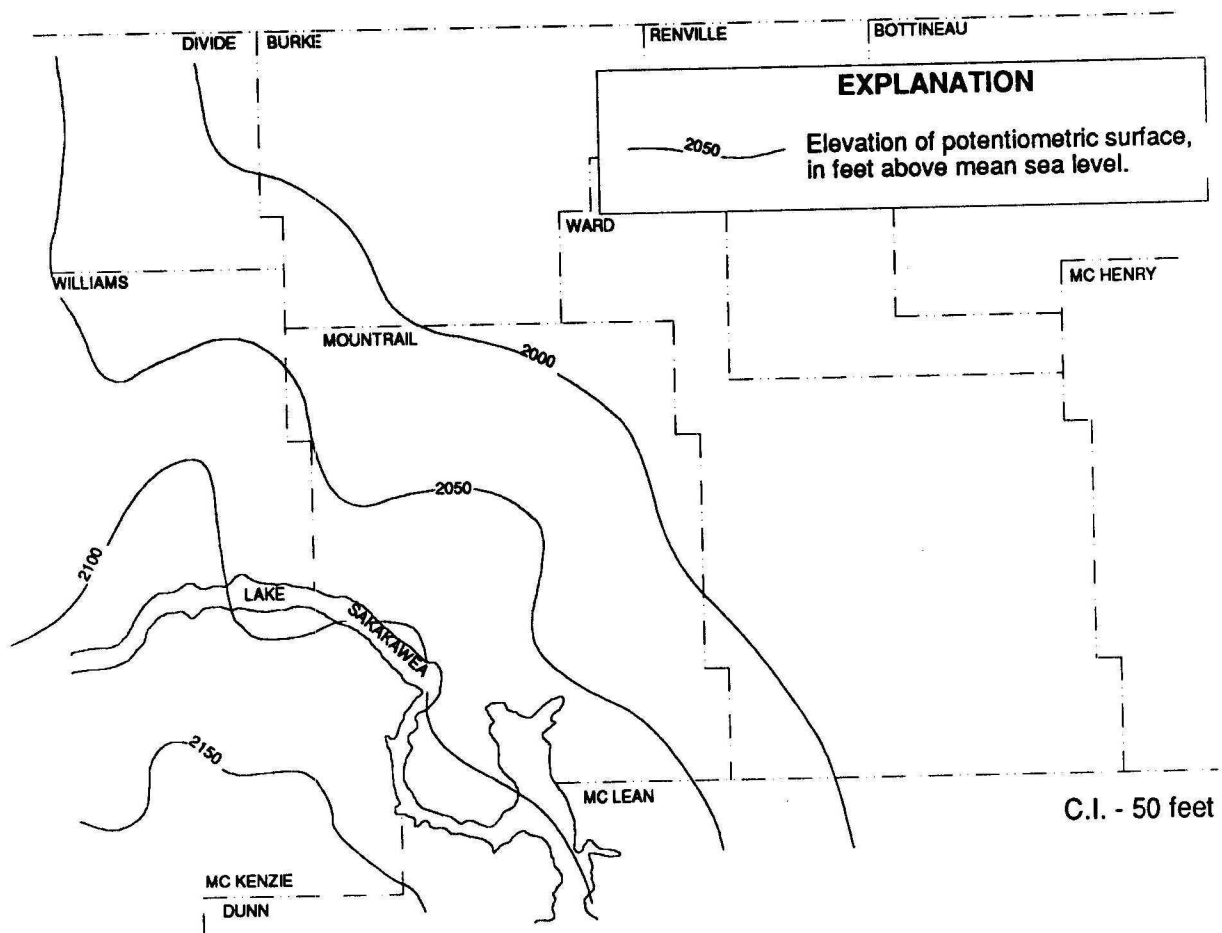 DIVIDE
BURKE
RENVILLE
BOTTINEAU
EXPLANATION
2050
Elevation of potentiometric surface,
in feet above mean sea level.
WARD
WILLIAMS
MC HENRY
MOUNTRAIL
2000
2050
2100
LAKE
SAKAKAWEA
2150
MC LEAN
C.I. - 50 feet
MC KENZIE
DUNN